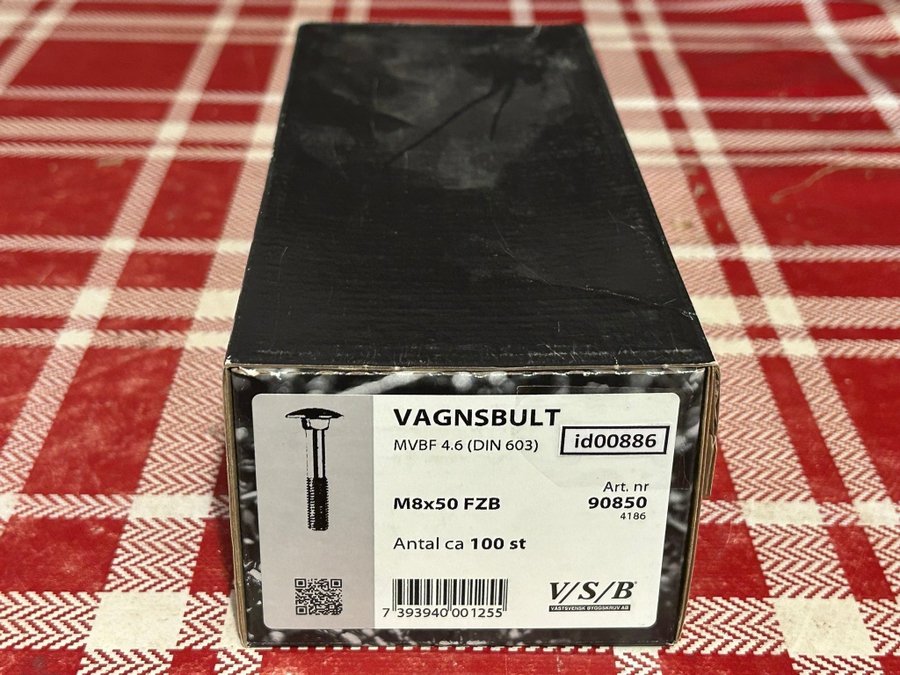 VAGNSBULT
MVBF 4.6 (DIN 603)
id00886
Art. nr
M8x50 FZB
90850
4186
Antal ca 100 st
V/S/B
VÄSTSVENSK BYGGSKRUV AB
7 393940 001255